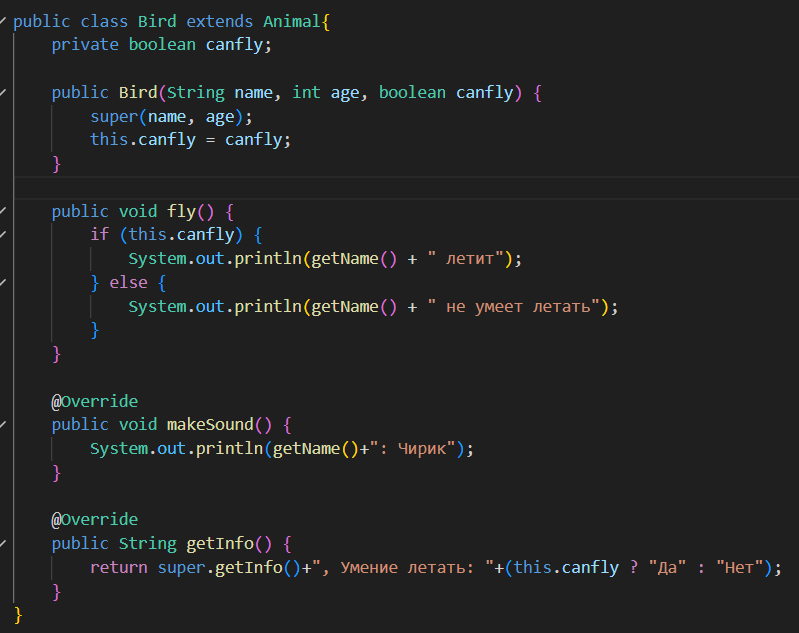 public class Bird extends Animal{
    private boolean canfly;

    public Bird(String name, int age, boolean canfly) {
        super(name, age);
        this.canfly = canfly;
    }

    public void fly() {
        if (this.canfly) {
            System.out.println(getName() + " летит");
        } else {
            System.out.println(getName() + " не умеет летать");
        }
    }

    @Override
    public void makeSound() {
        System.out.println(getName()+": Чирик");
    }

    @Override
    public String getInfo() {
        return super.getInfo()+", Умение летать: "+(this.canfly ? "Да" : "Нет");
    }
}